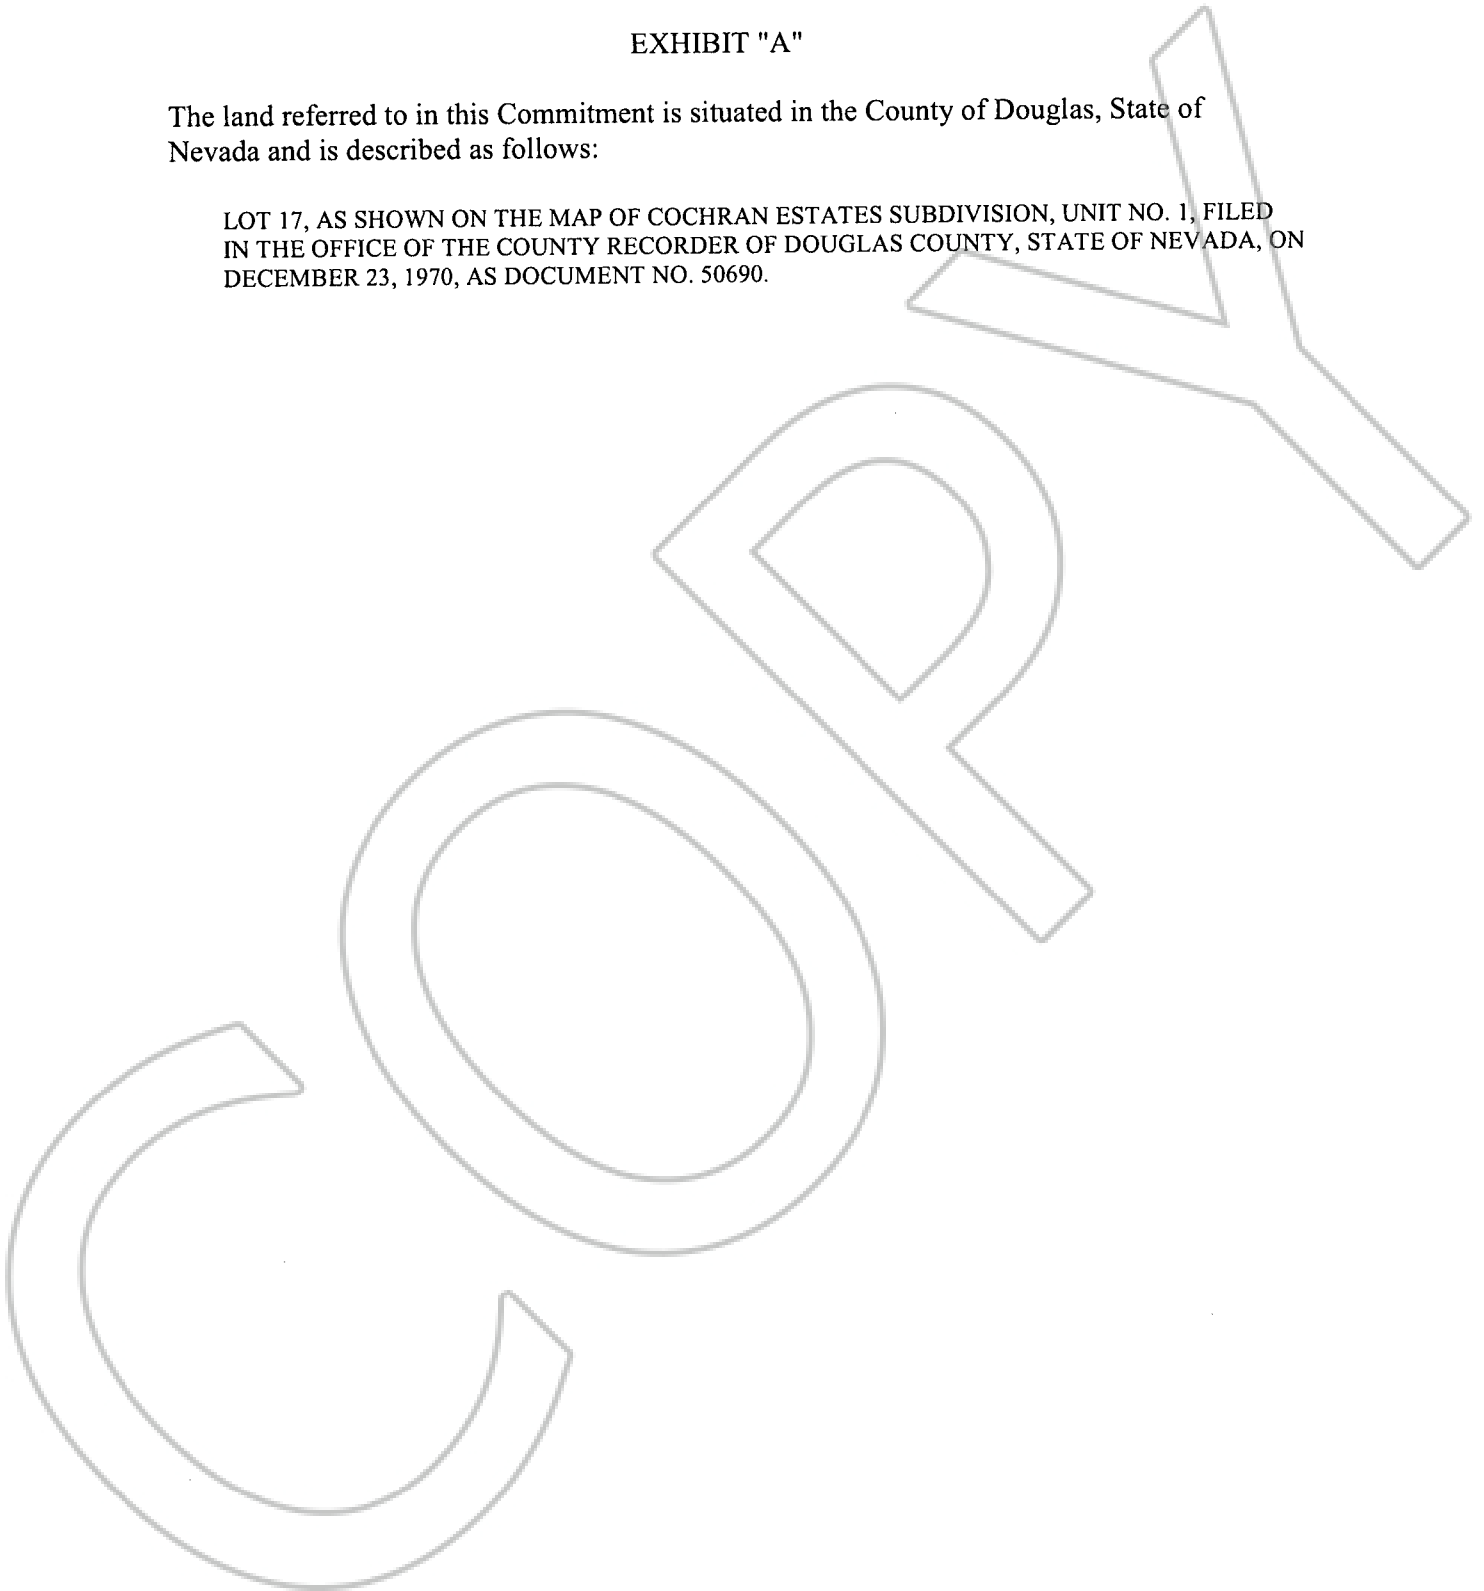 EXHIBIT "A"
The land referred to in this Commitment is situated in the County of Douglas, State of
Nevada and is described as follows:
LOT 17, AS SHOWN ON THE MAP OF COCHRAN ESTATES SUBDIVISION, UNIT NO. 1, FILED
IN THE OFFICE OF THE COUNTY RECORDER OF DOUGLAS COUNTY, STATE OF NEVADA, ON
DECEMBER 23, 1970, AS DOCUMENT NO. 50690.
COPY